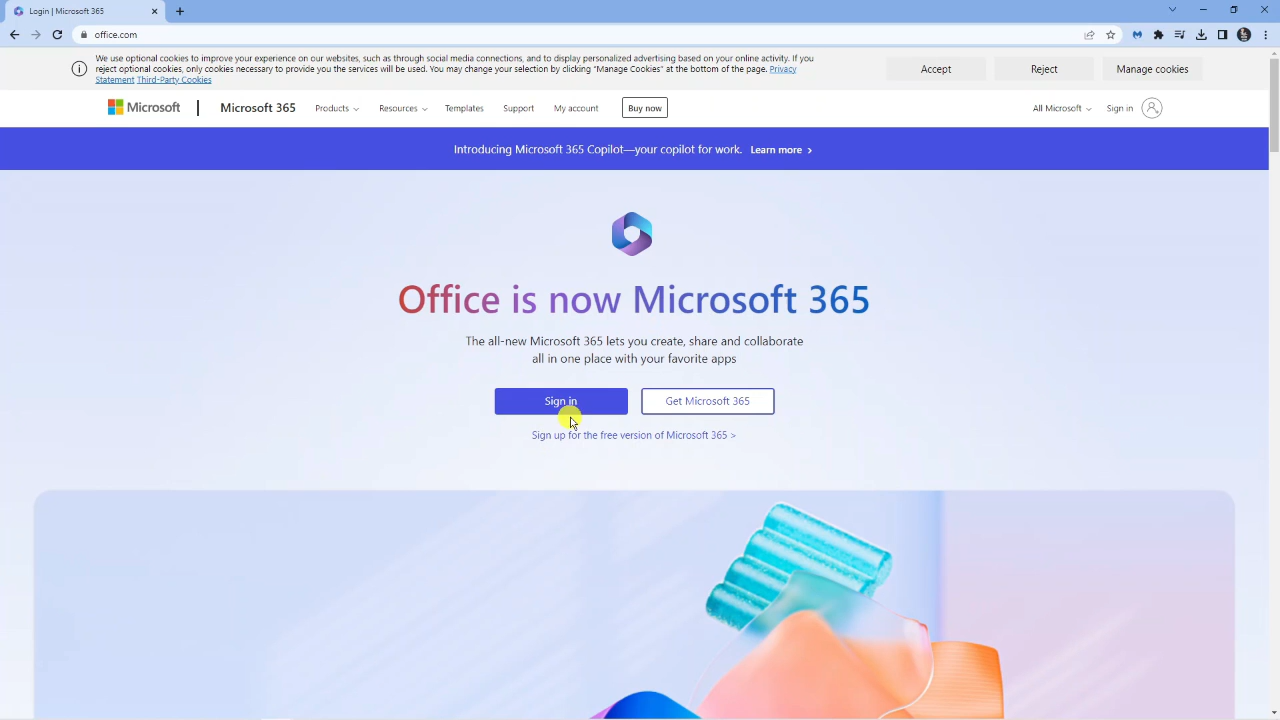 Login | Microsoft 365
office.com
We use optional cookies to improve your experience on our websites, such as through social media connections, and to display personalized advertising based on your online activity. If you
reject optional cookies, only cookies necessary to provide you the services will be used. You may change your selection by clicking "Manage Cookies" at the bottom of the page. Privacy
Statement Third-Party Cookies
Accept
Reject
Manage cookies
Microsoft
Microsoft 365
Products
Resources
Templates
Support
My account
Buy now
All Microsoft
Sign in
Introducing Microsoft 365 Copilot—your copilot for work. Learn more >
Office is now Microsoft 365
The all-new Microsoft 365 lets you create, share and collaborate
all in one place with your favorite apps
Sign in
Get Microsoft 365
Sign up for the free version of Microsoft 365 >